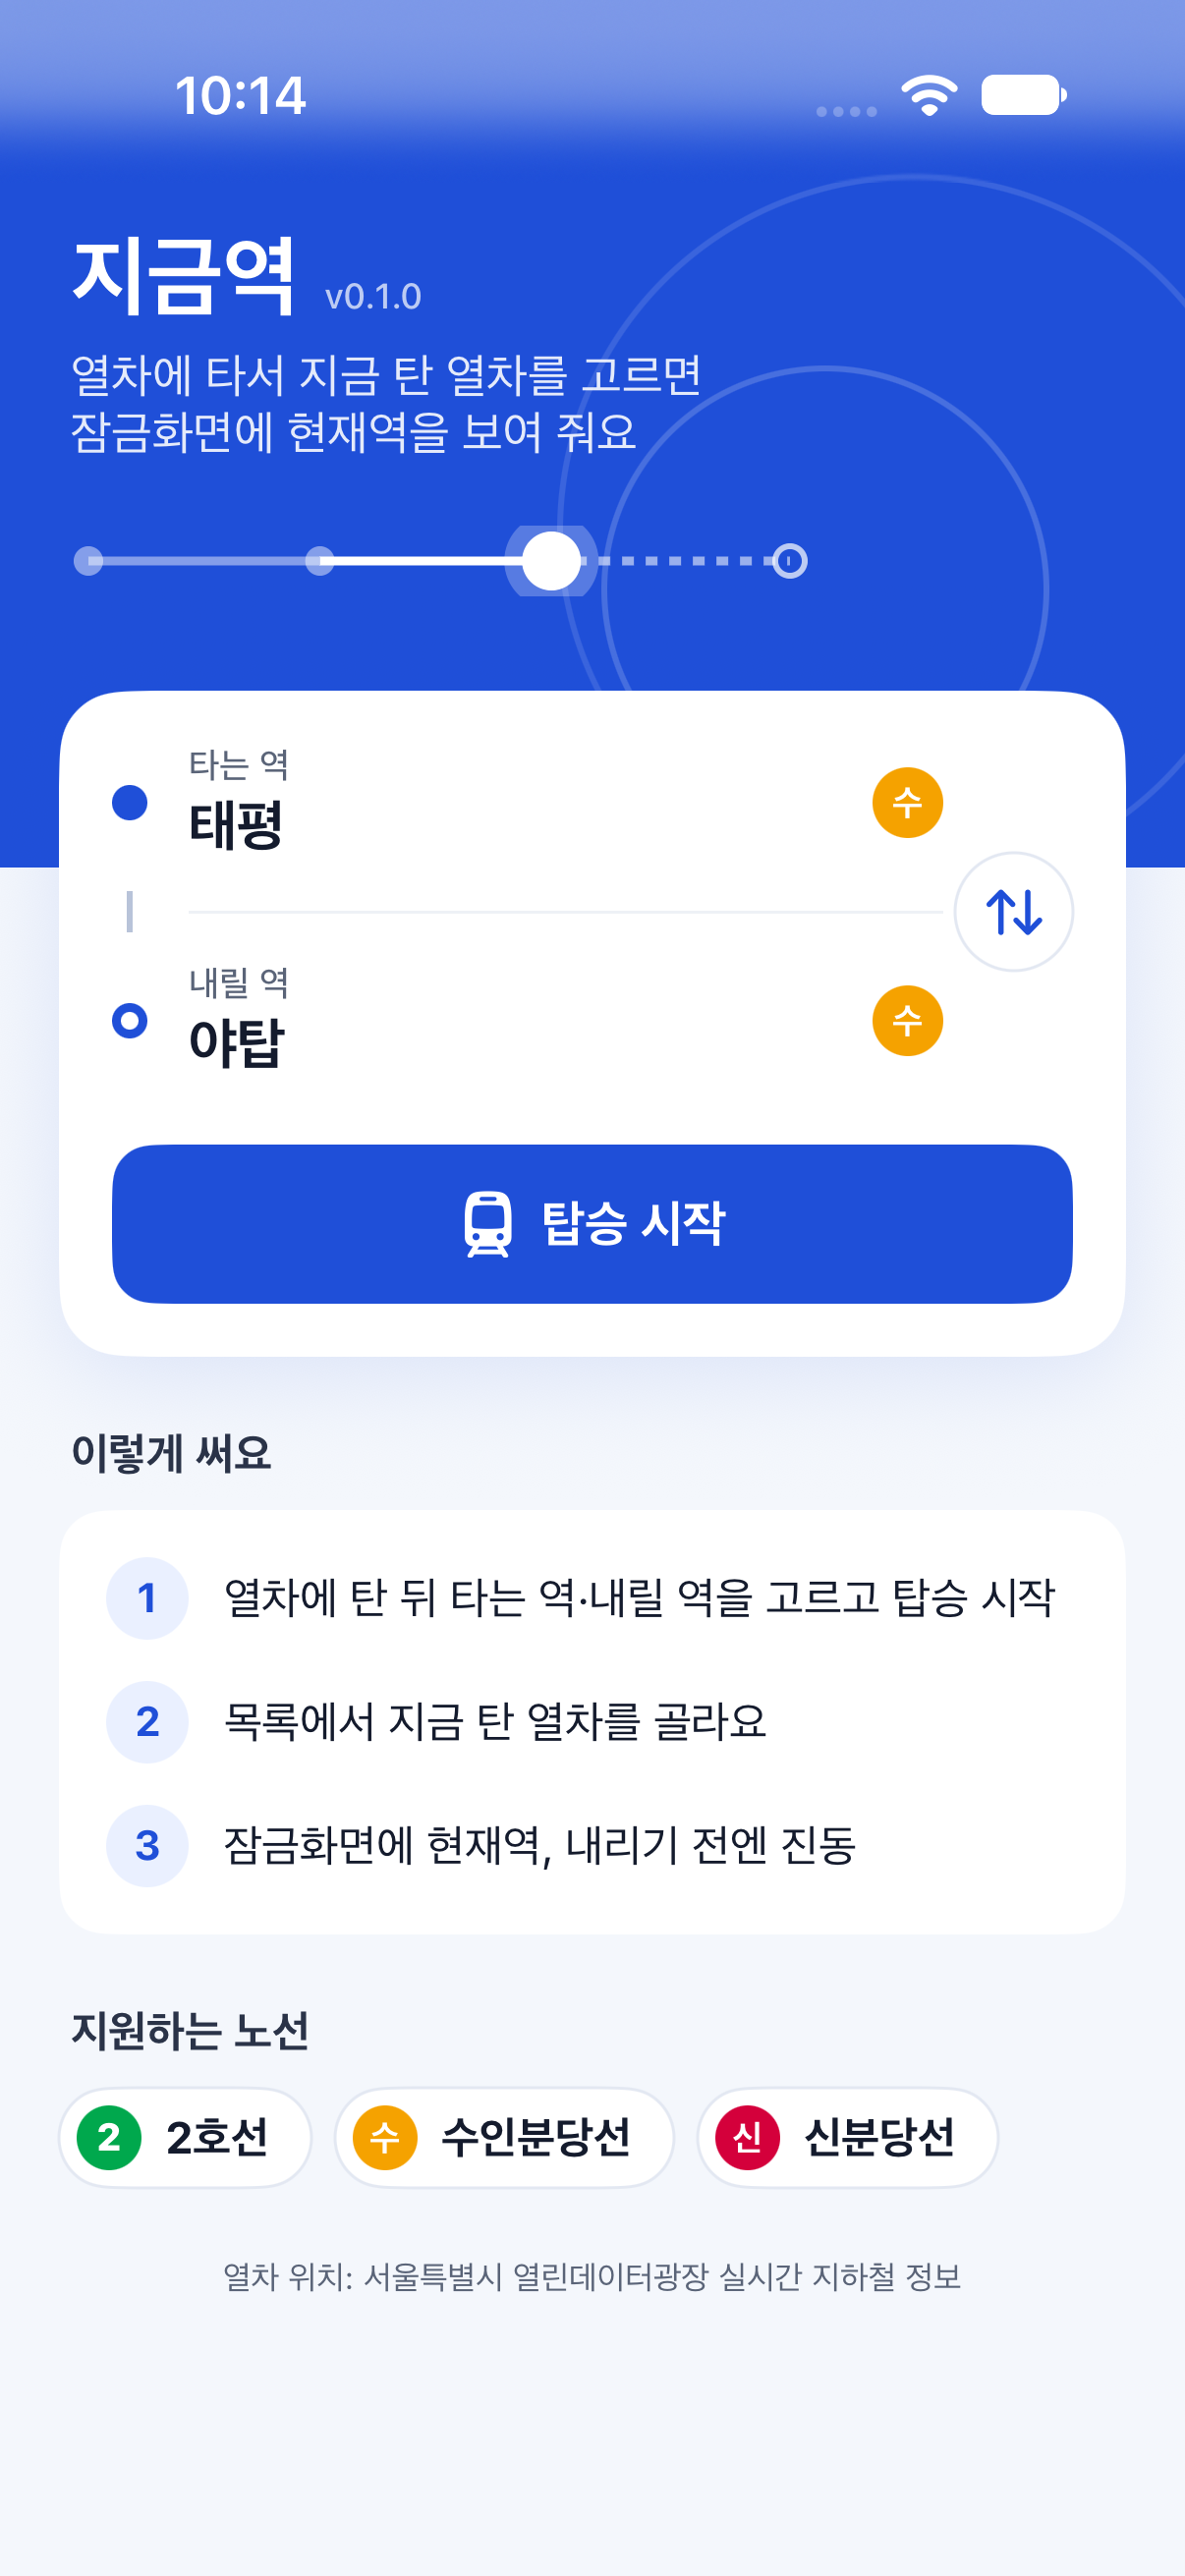 10:14
지금역 v0.1.0
열차에 타서 지금 탄 열차를 고르면
잠금화면에 현재역을 보여 줘요
타는 역
태평
수
내릴 역
야탑
수
탑승 시작
이렇게 써요
1 열차에 탄 뒤 타는 역·내릴 역을 고르고 탑승 시작
2 목록에서 지금 탄 열차를 골라요
3 잠금화면에 현재역, 내리기 전엔 진동
지원하는 노선
2 2호선 수 수인분당선 신 신분당선
열차 위치: 서울특별시 열린데이터광장 실시간 지하철 정보